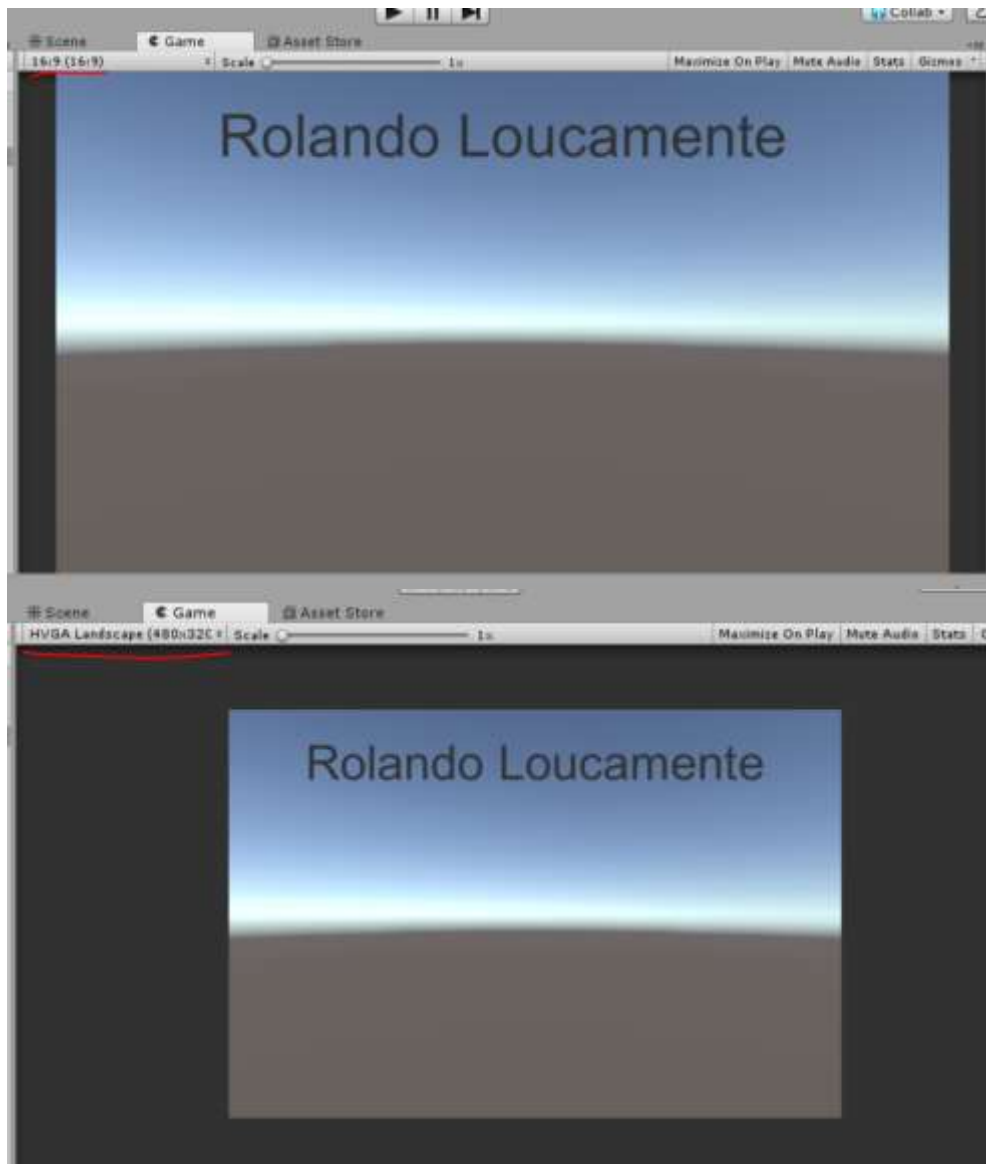 Collab
Scene Game Asset Store
16:9 (16:9) Scale 1x Maximize On Play Mute Audio Stats Gizmos
Rolando Loucamente
Scene Game Asset Store
HVGA Landscape (480x320 Scale 1x Maximize On Play Mute Audio Stats
Rolando Loucamente